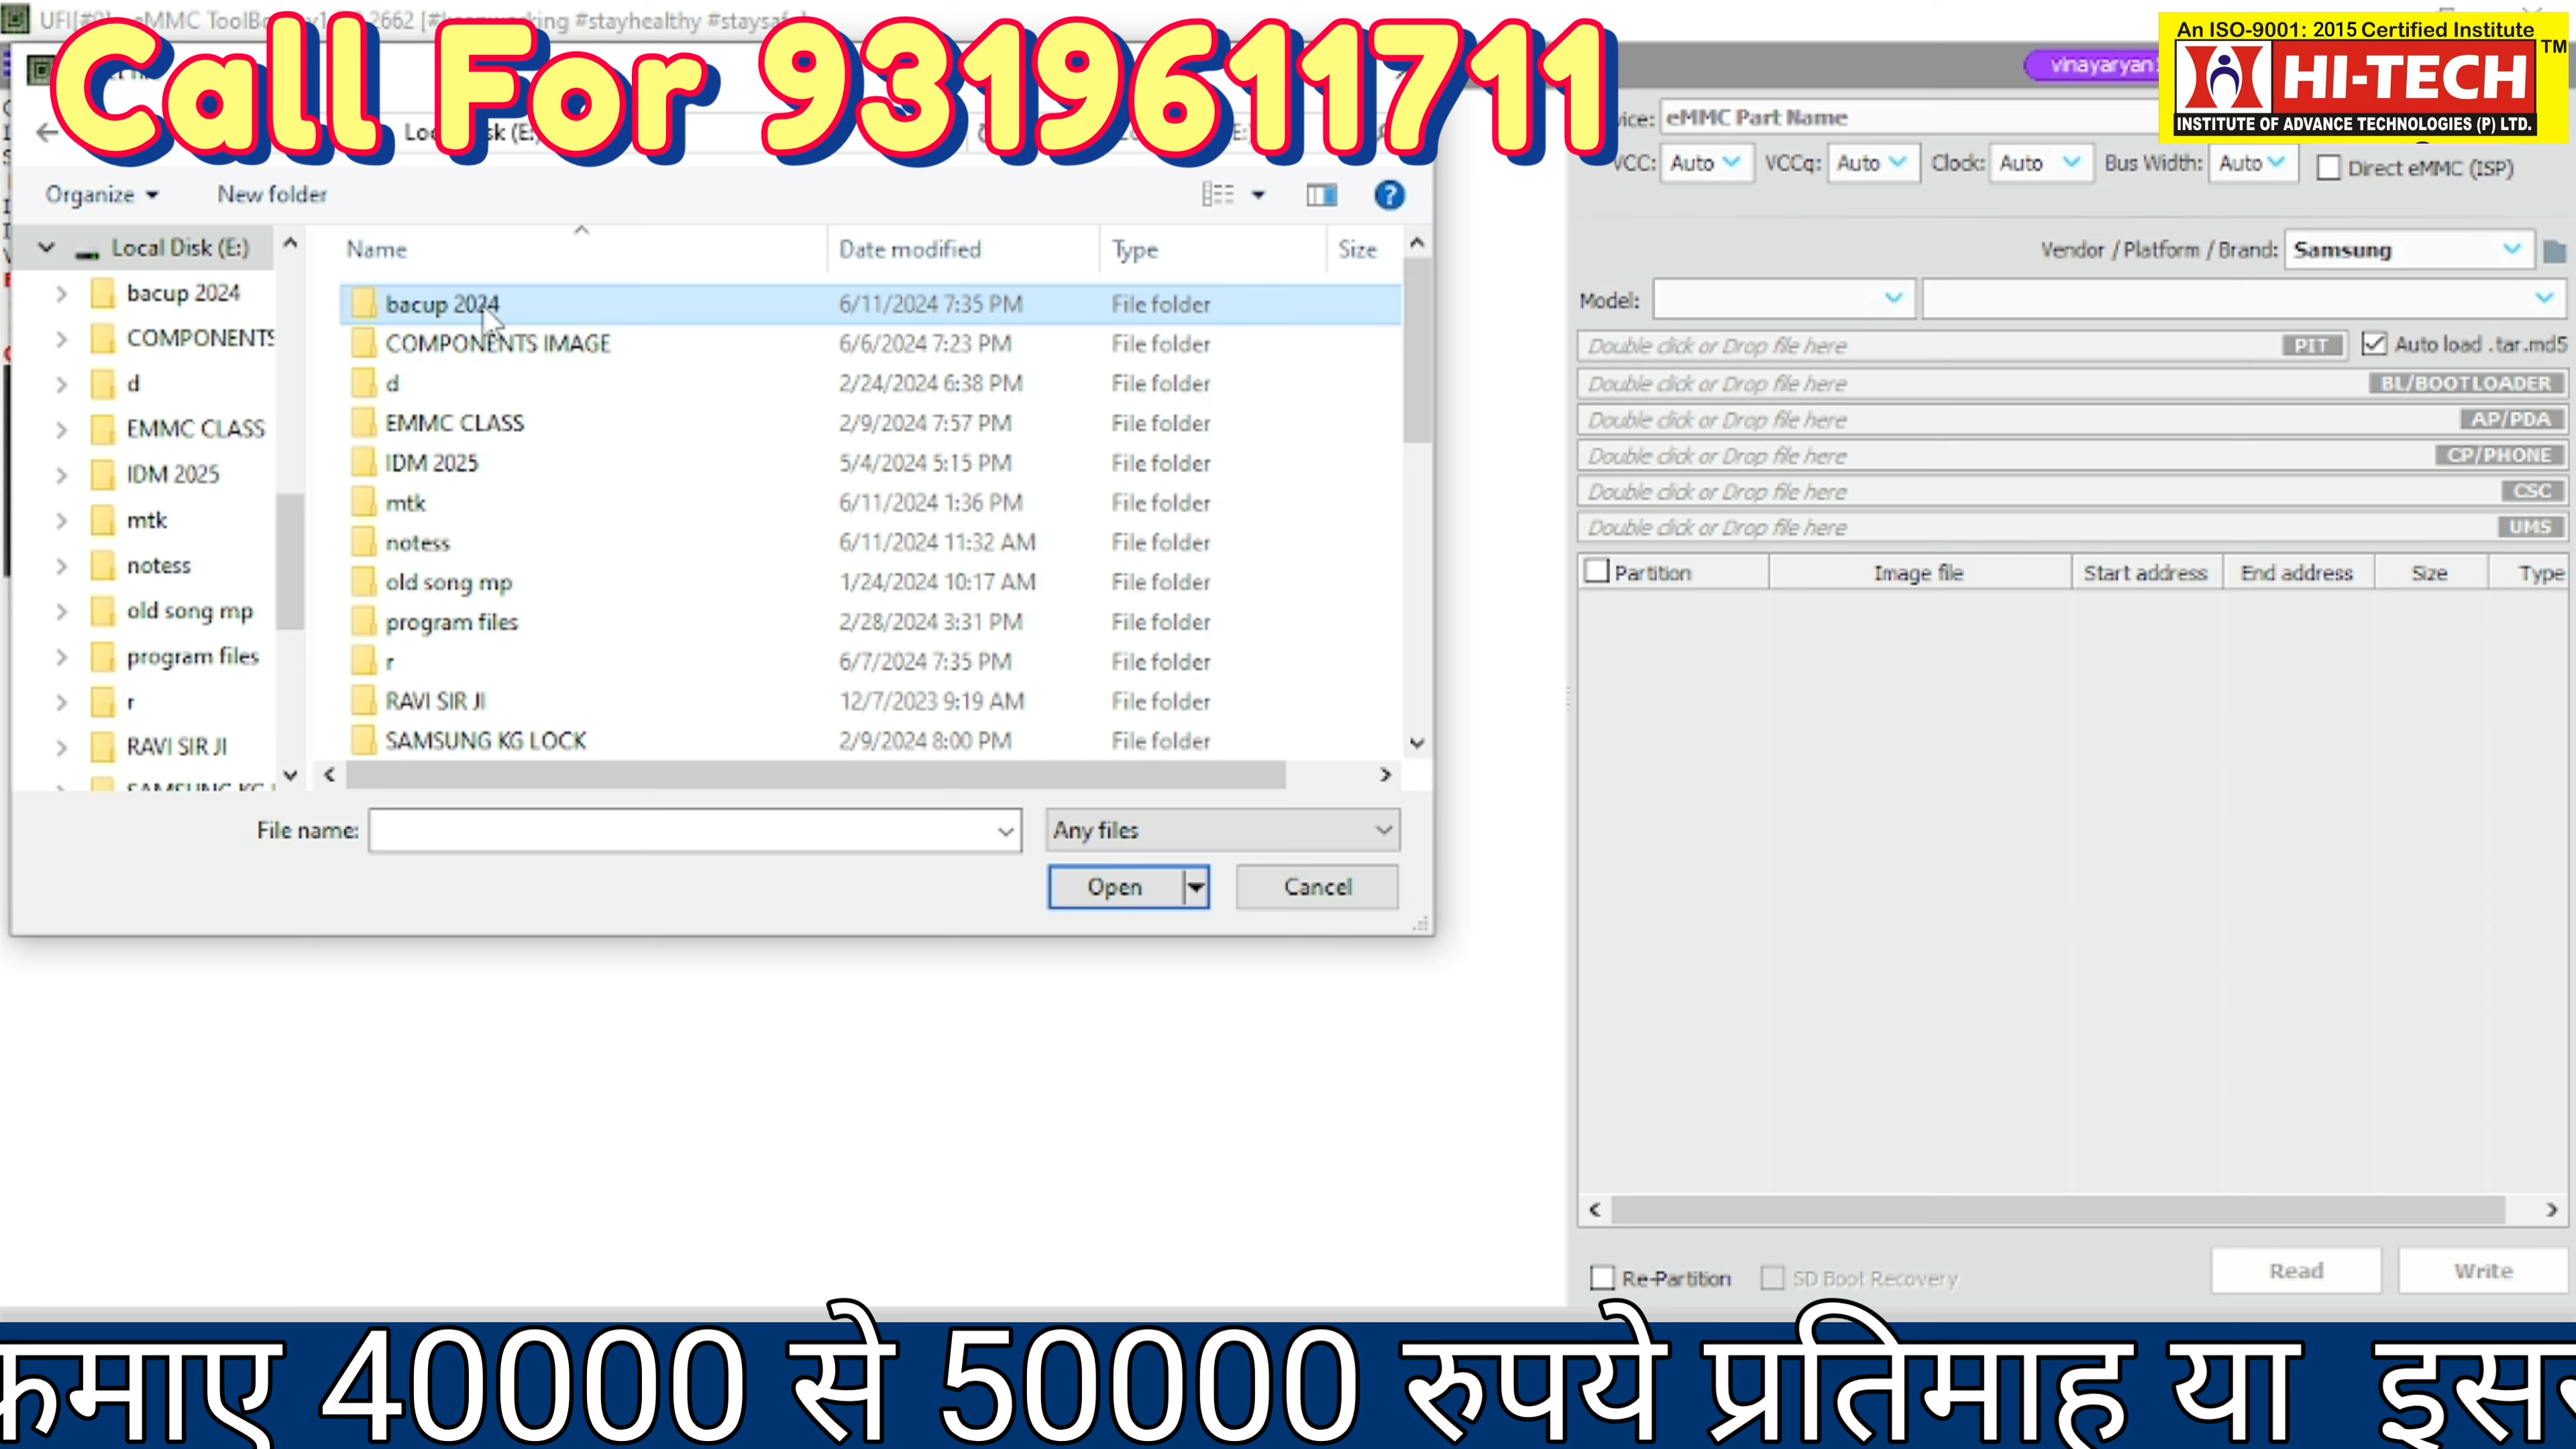 Call For 9319611711
An ISO-9001: 2015 Certified Institute
TM
HI-TECH
INSTITUTE OF ADVANCE TECHNOLOGIES (P) LTD.
vinayaryan
eMMC Part Name
VCC: Auto VCCq: Auto Clock: Auto Bus Width: Auto Direct eMMC (ISP)
Organize New folder
Vendor / Platform / Brand: Samsung
Model:
Local Disk (E:)
bacup 2024
COMPONENTS
d
EMMC CLASS
IDM 2025
mtk
notess
old song mp
program files
r
RAVI SIR JI
Name Date modified Type Size
bacup 2024 6/11/2024 7:35 PM File folder
COMPONENTS IMAGE 6/6/2024 7:23 PM File folder
d 2/24/2024 6:38 PM File folder
EMMC CLASS 2/9/2024 7:57 PM File folder
IDM 2025 5/4/2024 5:15 PM File folder
mtk 6/11/2024 1:36 PM File folder
notess 6/11/2024 11:32 AM File folder
old song mp 1/24/2024 10:17 AM File folder
program files 2/28/2024 3:31 PM File folder
r 6/7/2024 7:35 PM File folder
RAVI SIR JI 12/7/2023 9:19 AM File folder
SAMSUNG KG LOCK 2/9/2024 8:00 PM File folder
File name: Any files
Open Cancel
Double click or Drop file here PIT Auto load .tar.md5
Double click or Drop file here BL/BOOTLOADER
Double click or Drop file here AP/PDA
Double click or Drop file here CP/PHONE
Double click or Drop file here CSC
Double click or Drop file here UMS
Partition Image file Start address End address Size Type
Re-Partition SD Boot Recovery Read Write
कमाए 40000 से 50000 रुपये प्रतिमाह या